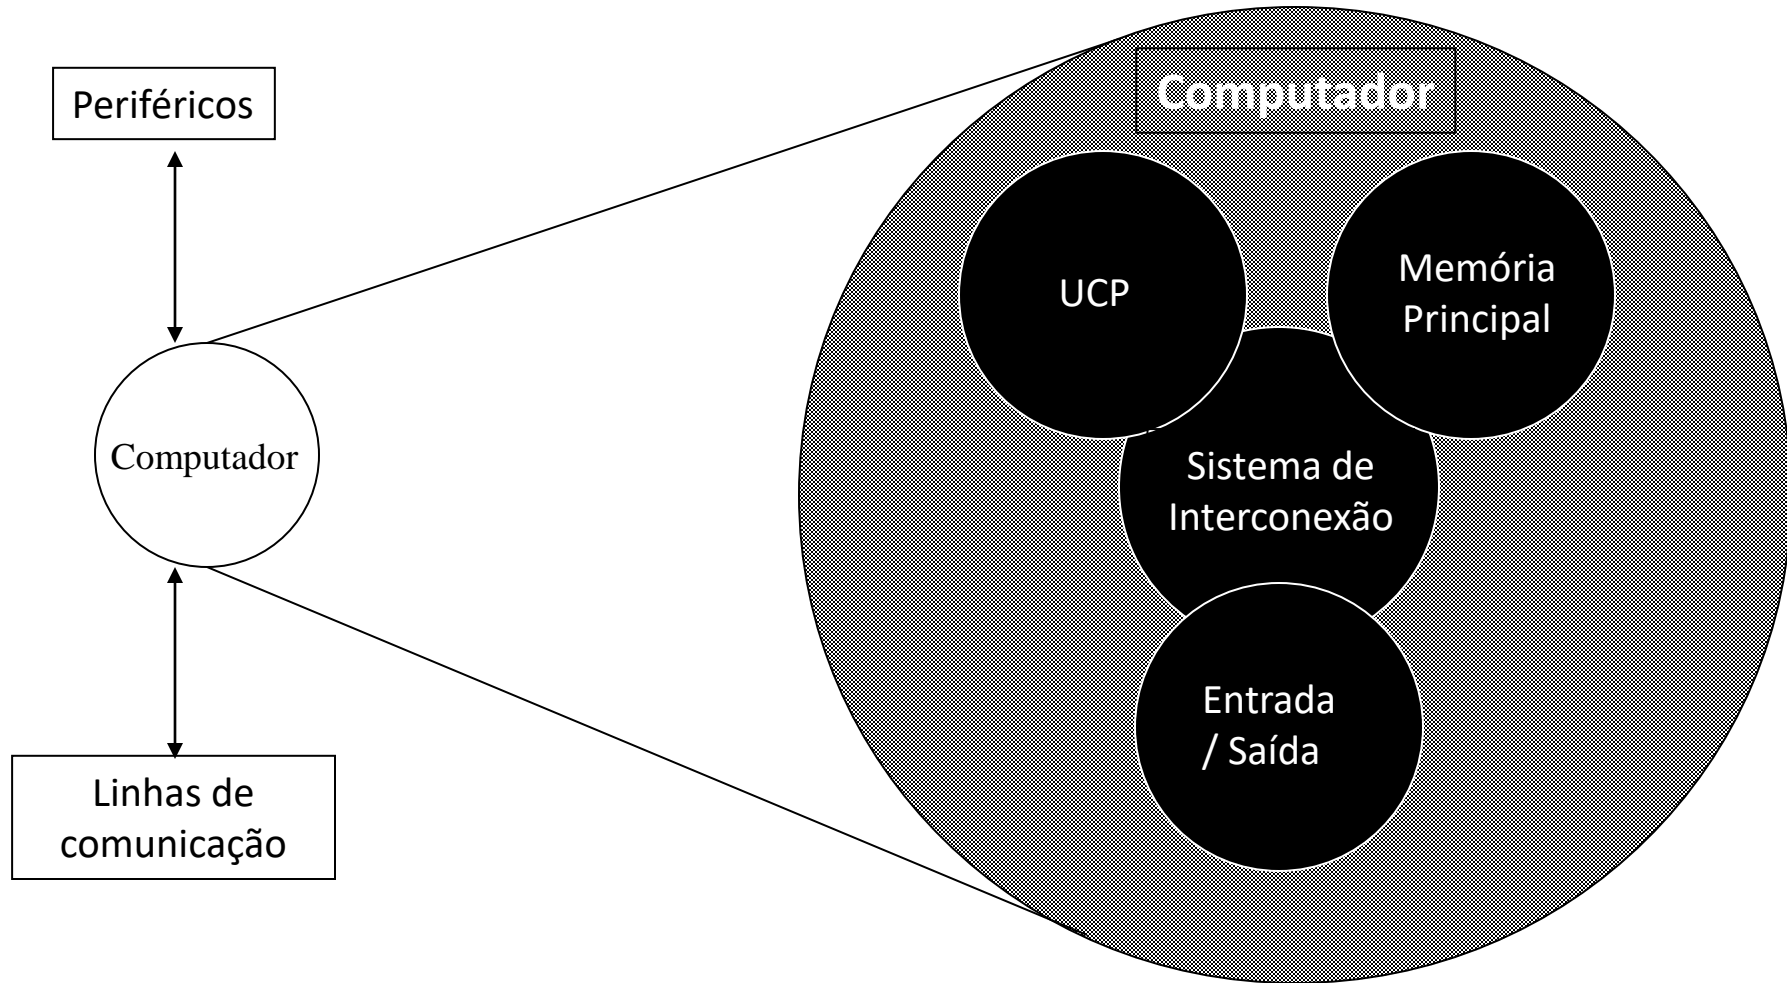 Periféricos
Computador
Linhas de
comunicação
Computador
UCP
Memória
Principal
Sistema de
Interconexão
Entrada
/ Saída